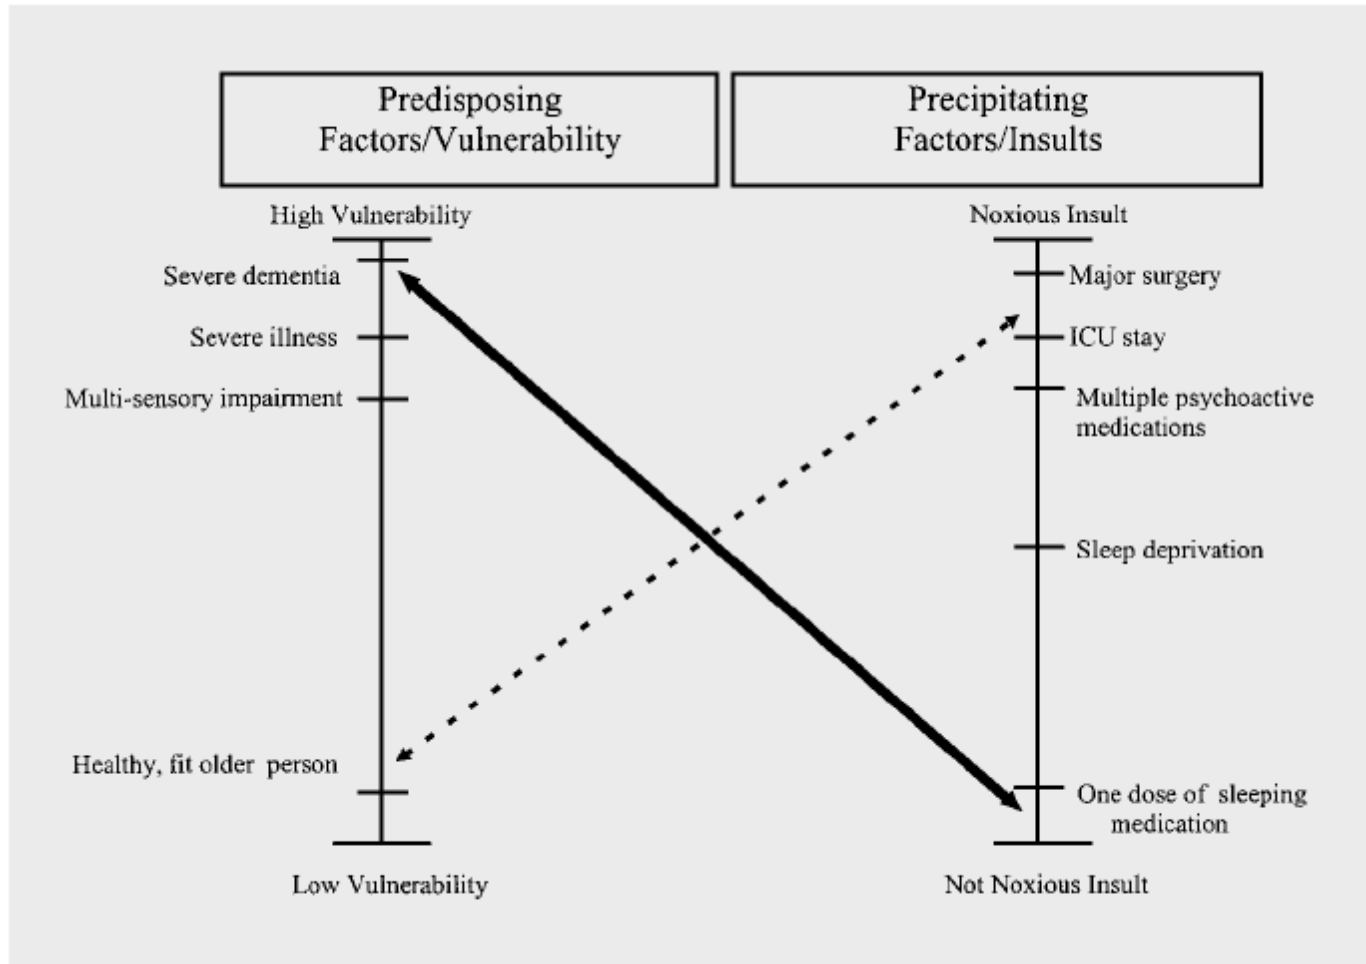 Predisposing
Factors/Vulnerability
Precipitating
Factors/Insults
High Vulnerability
Severe dementia
Severe illness
Multi-sensory impairment
Healthy, fit older person
Low Vulnerability
Noxious Insult
Major surgery
ICU stay
Multiple psychoactive
medications
Sleep deprivation
One dose of sleeping
medication
Not Noxious Insult